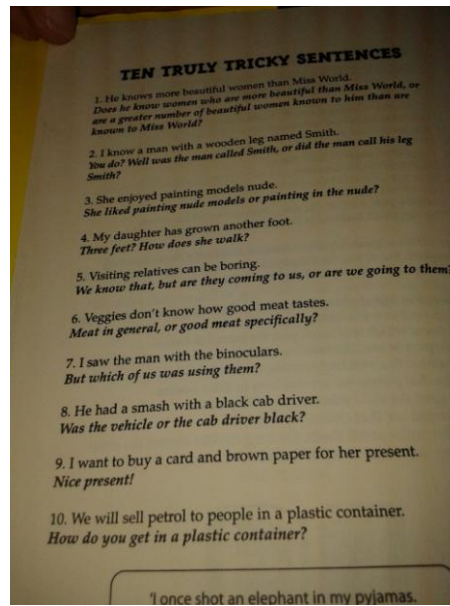 TEN TRULY TRICKY SENTENCES
1. He knows more beautiful women than Miss World.
Does he know women who are more beautiful than Miss World, or
are a greater number of beautiful women known to him than are
known to Miss World?
2. I know a man with a wooden leg named Smith.
You do? Well was the man called Smith, or did the man call his leg
Smith?
3. She enjoyed painting models nude.
She liked painting nude models or painting in the nude?
4. My daughter has grown another foot.
Three feet? How does she walk?
5. Visiting relatives can be boring.
We know that, but are they coming to us, or are we going to them?
6. Veggies don't know how good meat tastes.
Meat in general, or good meat specifically?
7. I saw the man with the binoculars.
But which of us was using them?
8. He had a smash with a black cab driver.
Was the vehicle or the cab driver black?
9. I want to buy a card and brown paper for her present.
Nice present!
10. We will sell petrol to people in a plastic container.
How do you get in a plastic container?
'I once shot an elephant in my pyjamas.